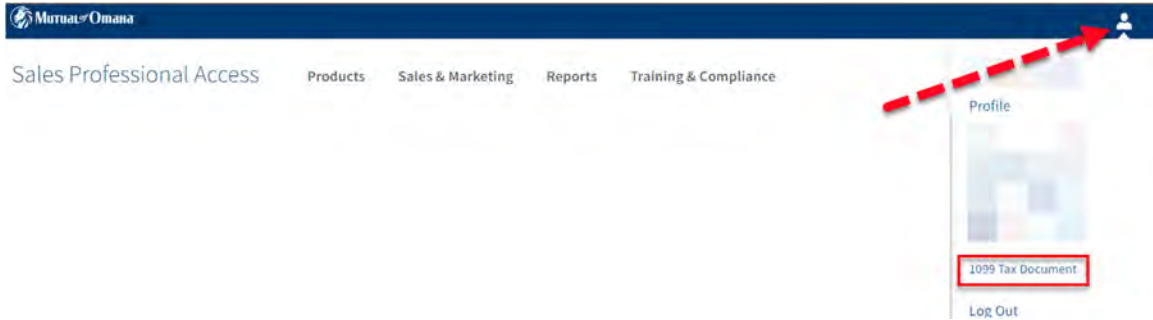 Mutual of Omaha
Sales Professional Access Products Sales & Marketing Reports Training & Compliance
Profile
1099 Tax Document
Log Out